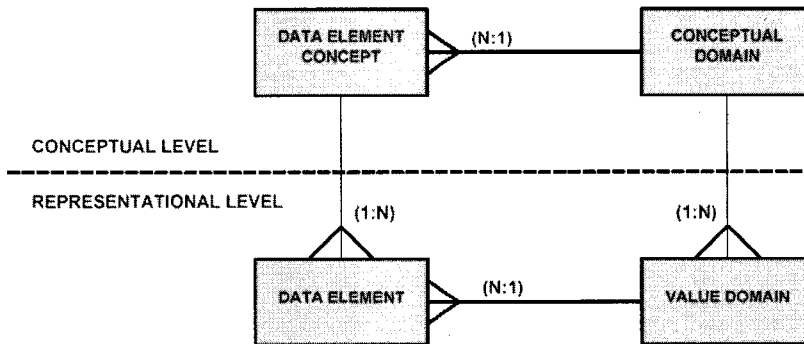 DATA ELEMENT
CONCEPT
(N:1)
CONCEPTUAL
DOMAIN
CONCEPTUAL LEVEL
REPRESENTATIONAL LEVEL
(1:N)
(1:N)
DATA ELEMENT
(N:1)
VALUE DOMAIN